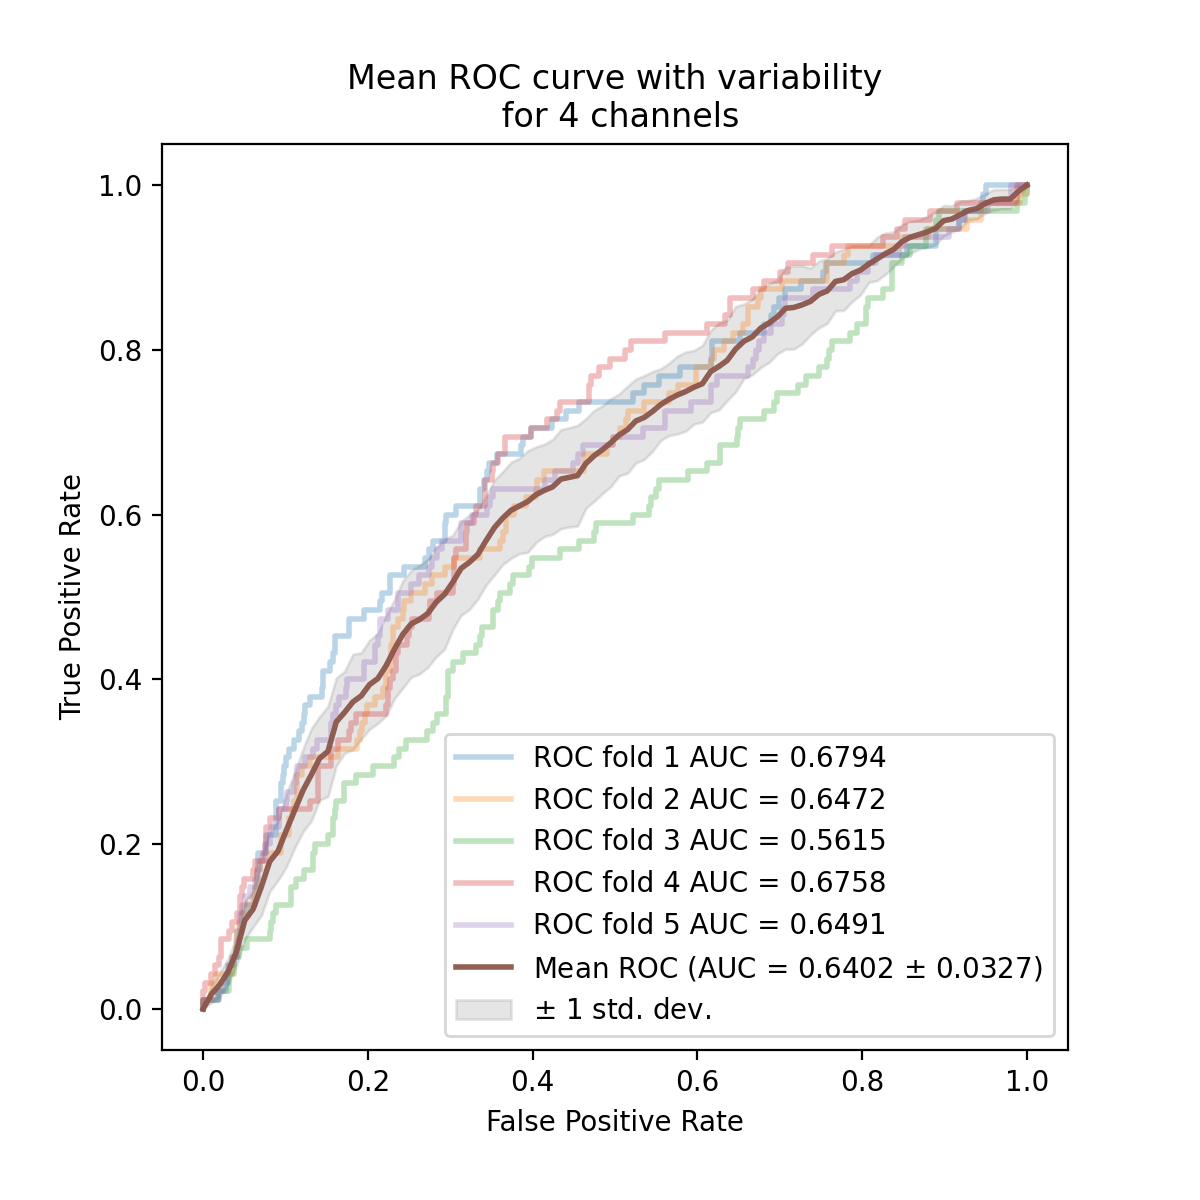 Mean ROC curve with variability
for 4 channels
True Positive Rate
1.0
0.8
0.6
0.4
0.2
0.0
ROC fold 1 AUC = 0.6794
ROC fold 2 AUC = 0.6472
ROC fold 3 AUC = 0.5615
ROC fold 4 AUC = 0.6758
ROC fold 5 AUC = 0.6491
Mean ROC (AUC = 0.6402 ± 0.0327)
± 1 std. dev.
0.0 0.2 0.4 0.6 0.8 1.0
False Positive Rate